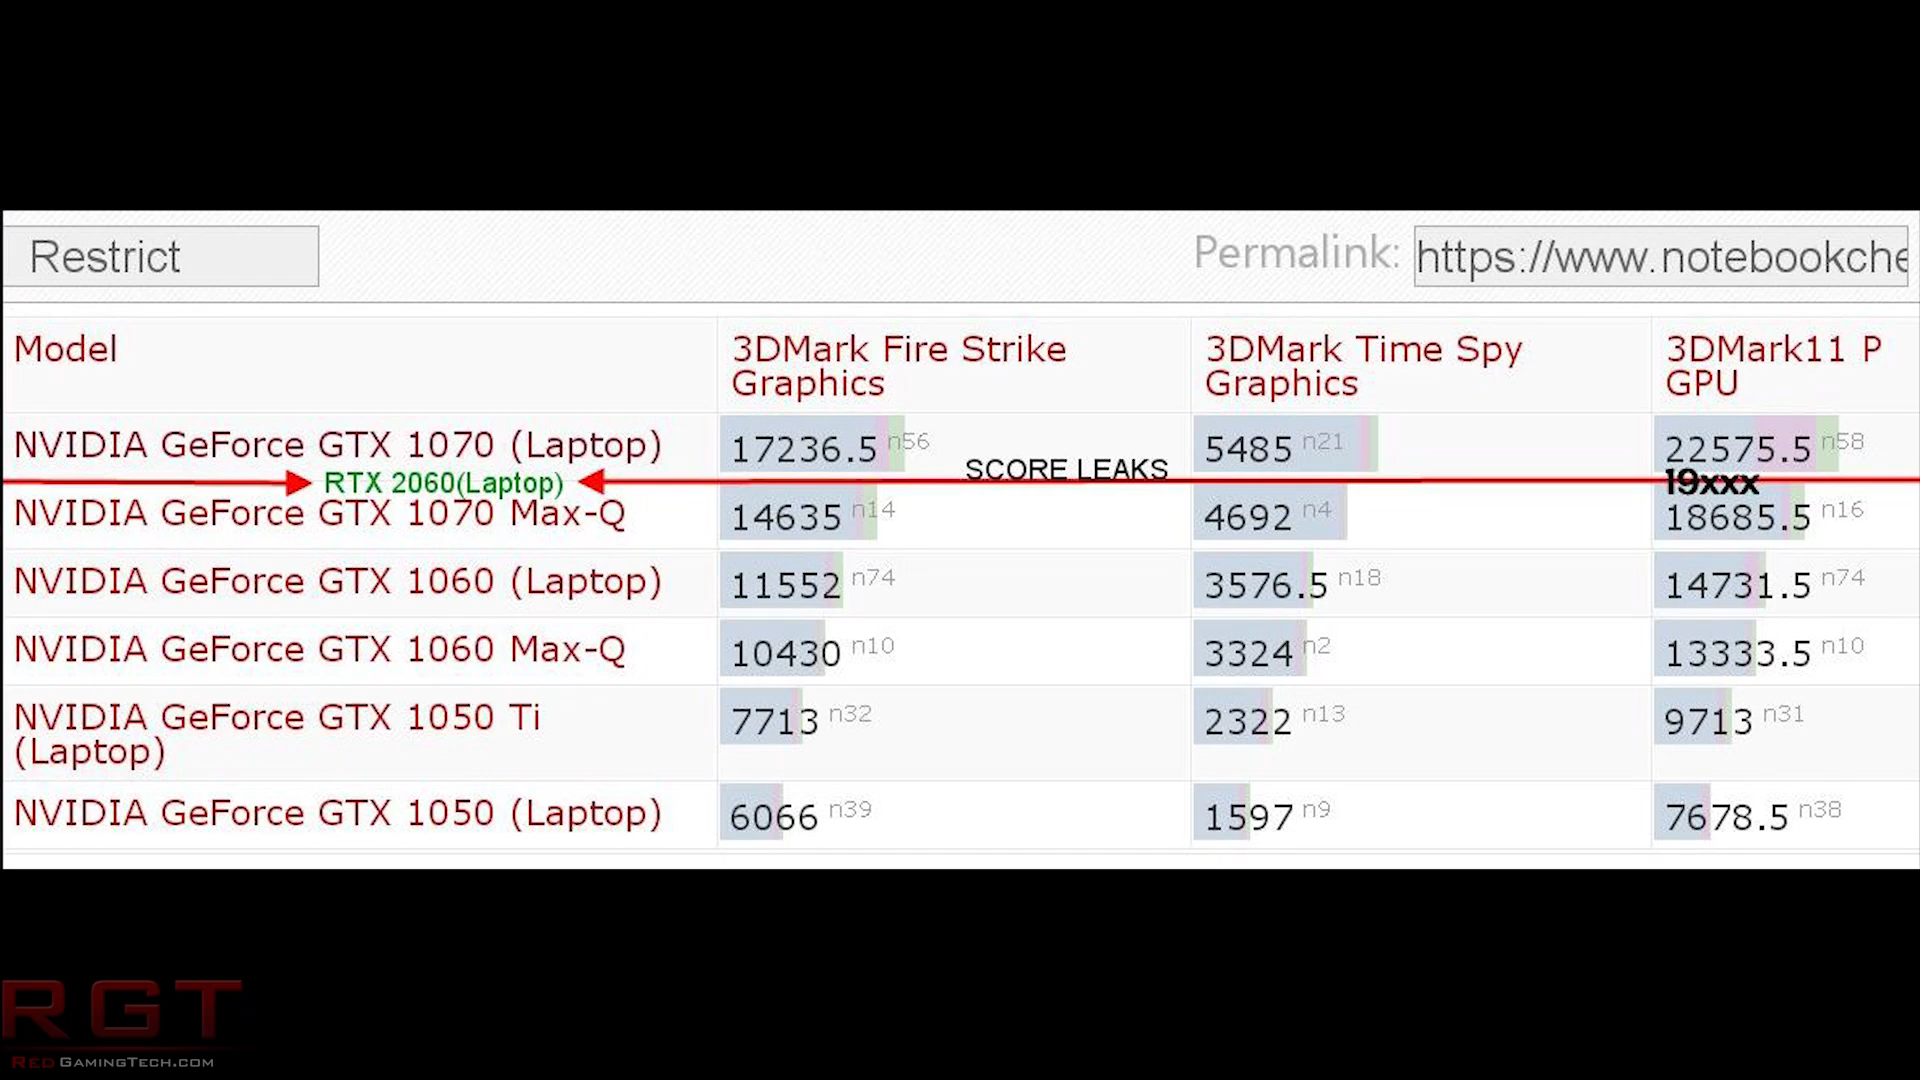 Restrict
Permalink: https://www.notebookche
Model
3DMark Fire Strike
Graphics
3DMark Time Spy
Graphics
3DMark11 P
GPU
NVIDIA GeForce GTX 1070 (Laptop) 17236.5 n56 5485 n21 22575.5 n58
RTX 2060(Laptop) SCORE LEAKS 19xxx
NVIDIA GeForce GTX 1070 Max-Q 14635 n14 4692 n4 18685.5 n16
NVIDIA GeForce GTX 1060 (Laptop) 11552 n74 3576.5 n18 14731.5 n74
NVIDIA GeForce GTX 1060 Max-Q 10430 n10 3324 n2 13333.5 n10
NVIDIA GeForce GTX 1050 Ti
(Laptop)
7713 n32 2322 n13 9713 n31
NVIDIA GeForce GTX 1050 (Laptop) 6066 n39 1597 n9 7678.5 n38
RGT
REDGAMINGTECH.COM